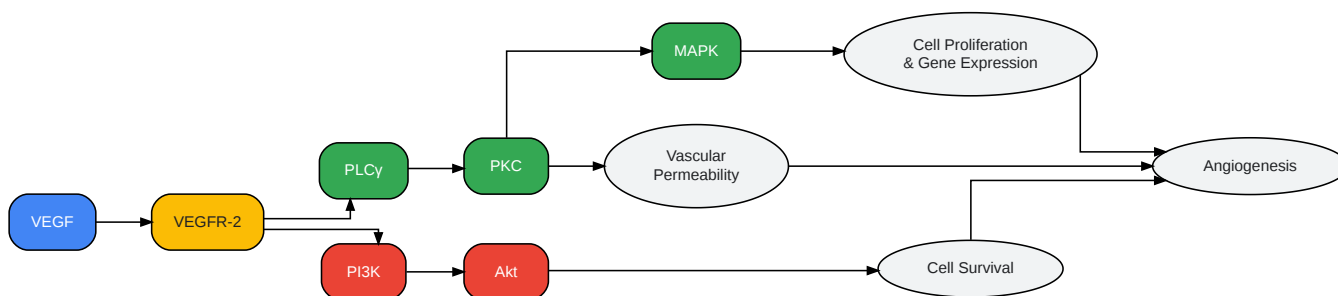 MAPK
Cell Proliferation
& Gene Expression
PLCγ
PKC
Vascular
Permeability
Angiogenesis
VEGF
VEGFR-2
PI3K
Akt
Cell Survival